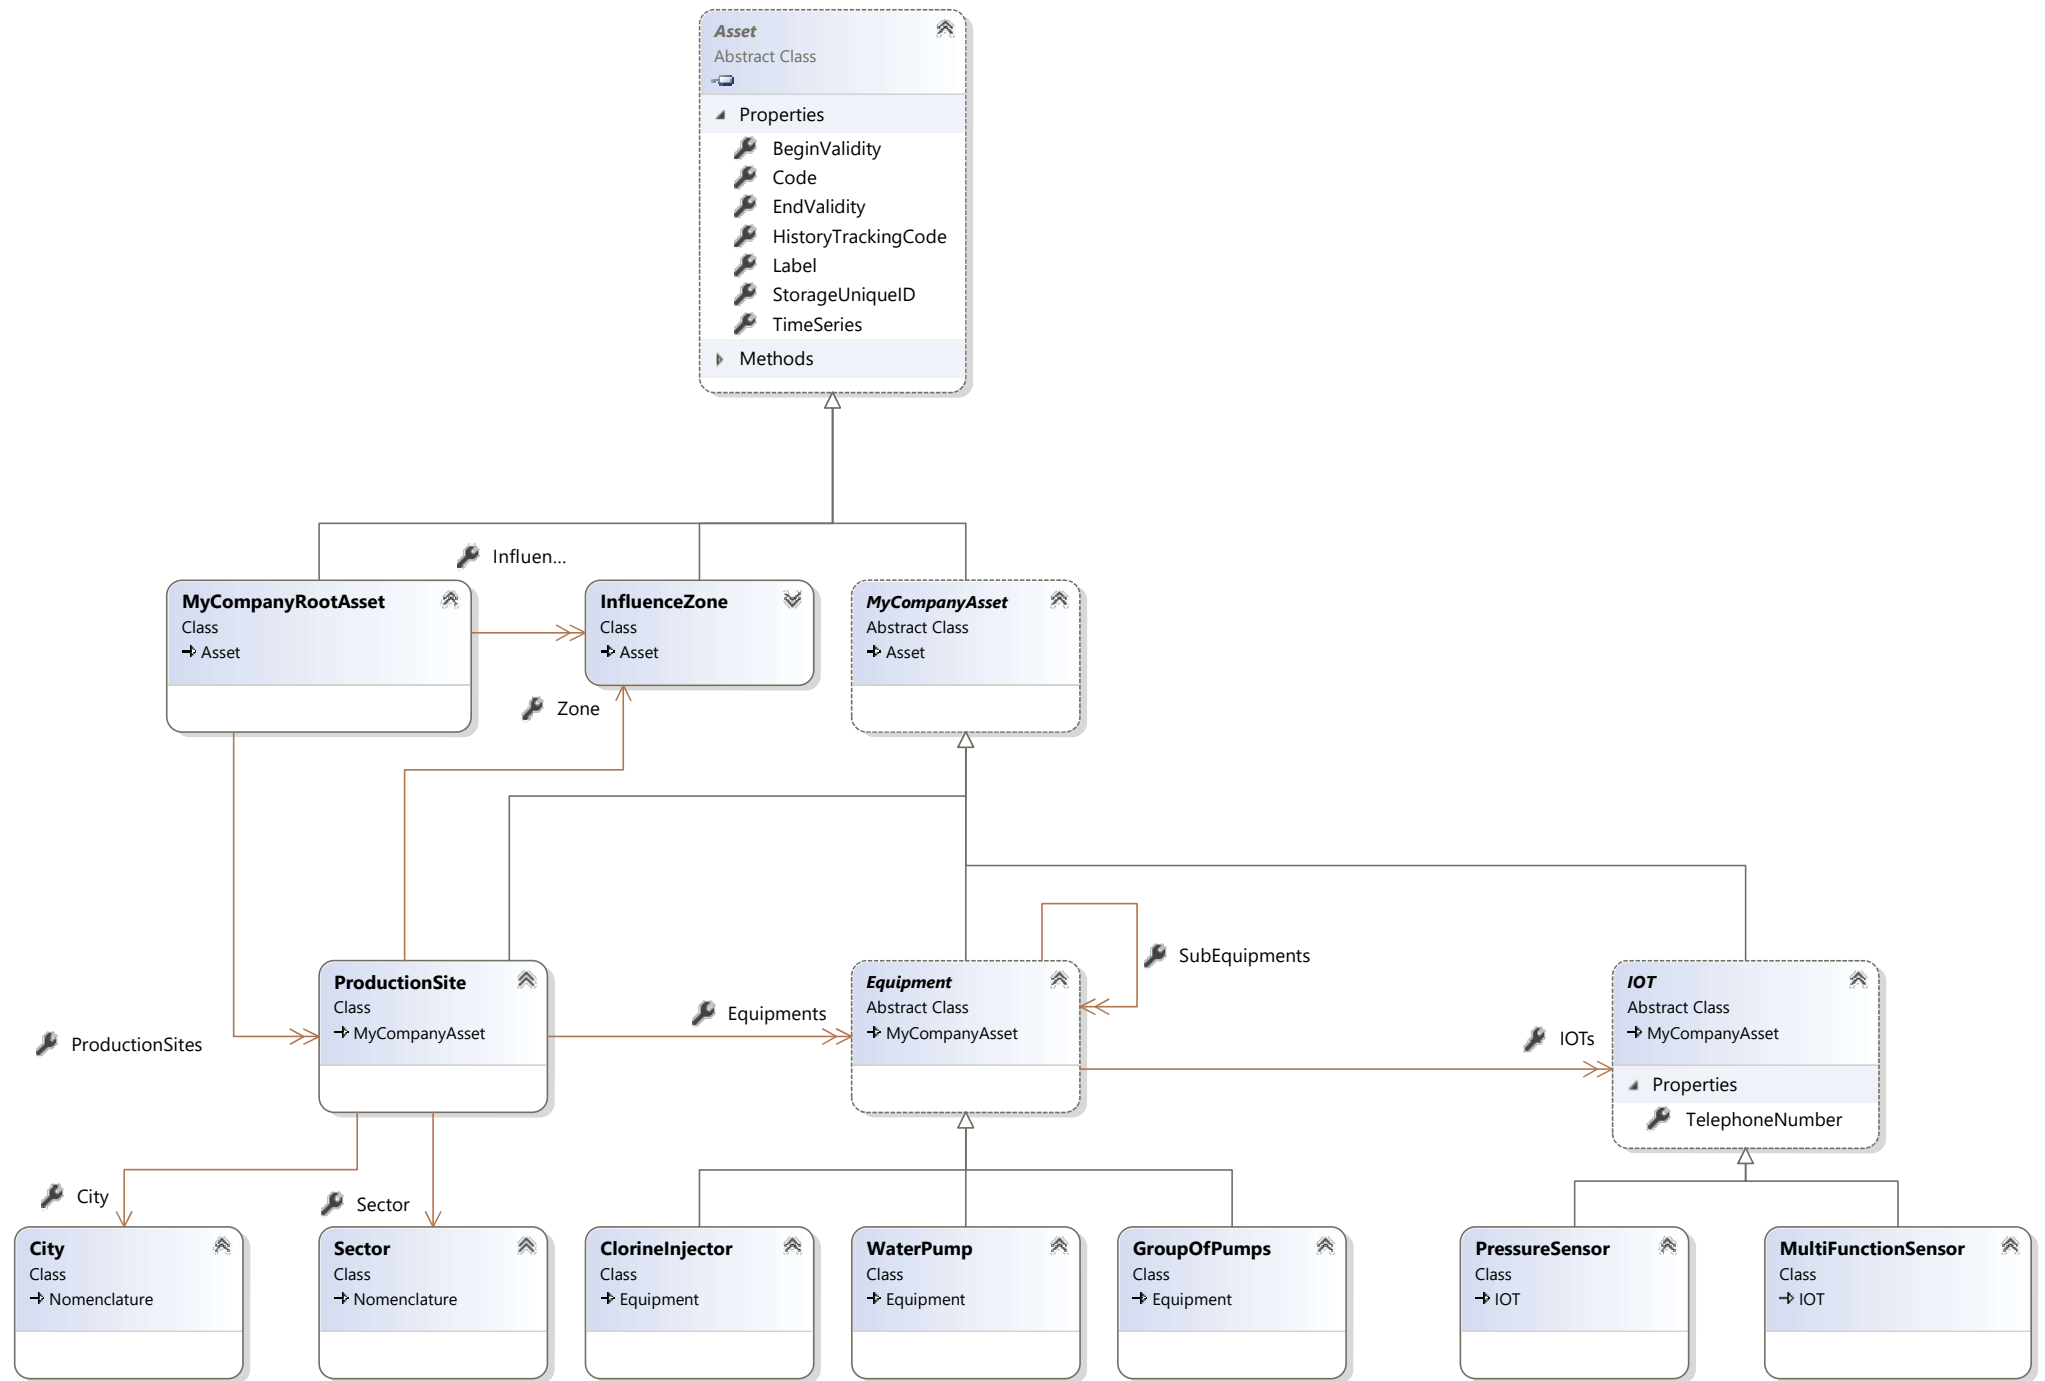 Asset
Abstract Class
Properties
BeginValidity
Code
EndValidity
HistoryTrackingCode
Label
StorageUniqueID
TimeSeries
Methods
Influen...
MyCompanyRootAsset
Class
Asset
InfluenceZone
Class
Asset
MyCompanyAsset
Abstract Class
Asset
Zone
SubEquipments
ProductionSite
Class
MyCompanyAsset
Equipments
Equipment
Abstract Class
MyCompanyAsset
IOTs
IOT
Abstract Class
MyCompanyAsset
Properties
TelephoneNumber
ProductionSites
City
Sector
City
Class
Nomenclature
Sector
Class
Nomenclature
ClorineInjector
Class
Equipment
WaterPump
Class
Equipment
GroupOfPumps
Class
Equipment
PressureSensor
Class
IOT
MultiFunctionSensor
Class
IOT